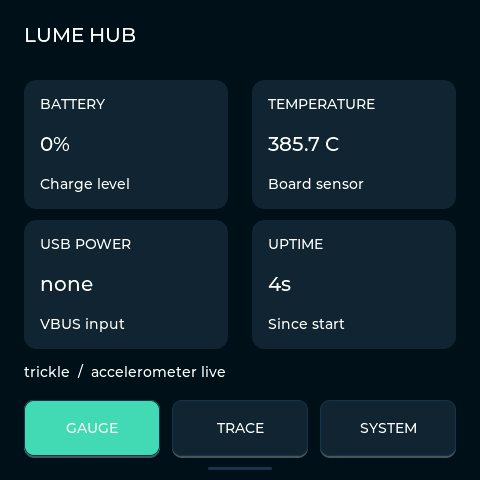 LUME HUB
BATTERY
0%
Charge level
TEMPERATURE
385.7 C
Board sensor
USB POWER
none
VBUS input
UPTIME
4s
Since start
trickle / accelerometer live
GAUGE
TRACE
SYSTEM